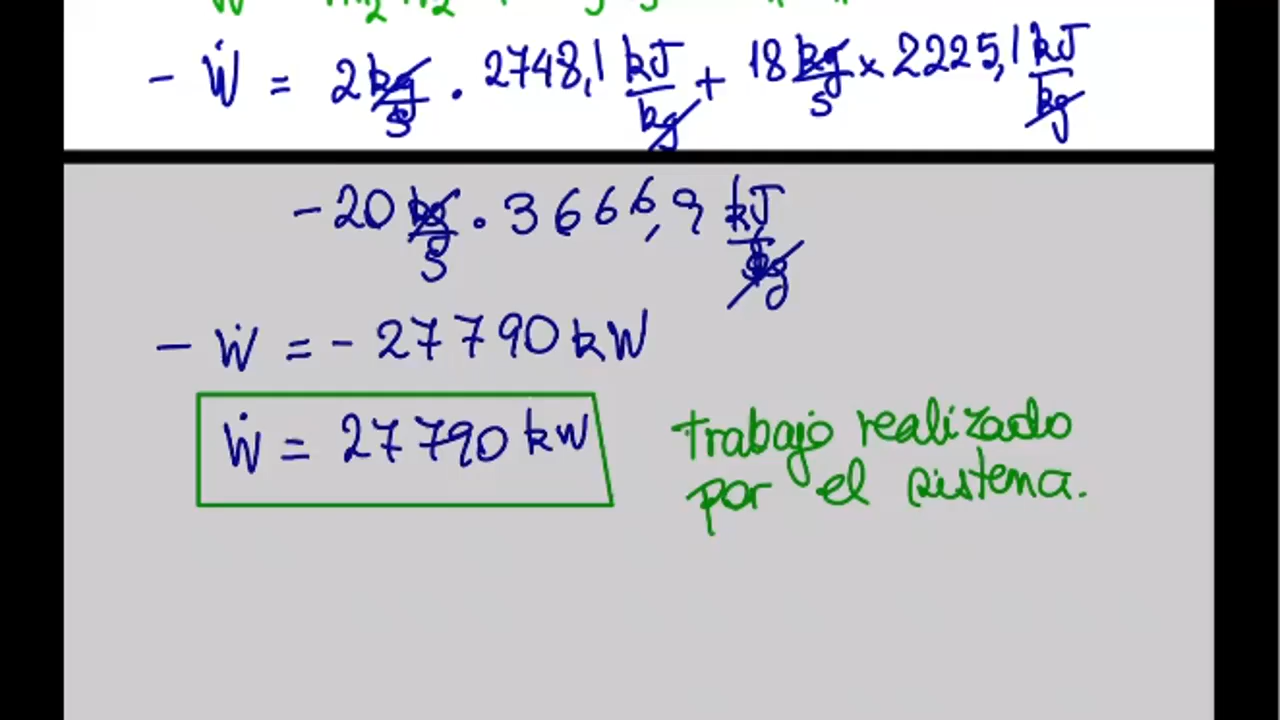 - Ẇ = 2 kg/s · 2748,1 kJ/kg + 18 kg/s × 2225,1 kJ/kg
- 20 kg/s · 3666,9 kJ/kg
- Ẇ = - 27790 kW
Ẇ = 27790 kW
trabajo realizado
por el sistema.